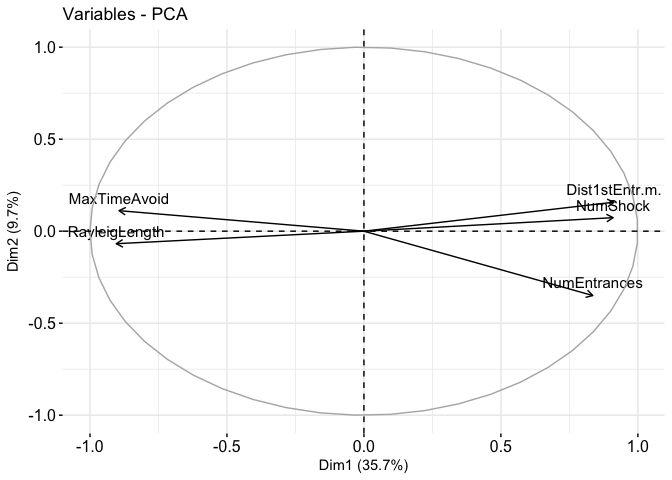 Variables - PCA
1.0
0.5
0.0
-0.5
-1.0
Dim2 (9.7%)
MaxTimeAvoid
RayleigLength
Dist1stEntr.m.
NumShock
NumEntrances
-1.0
-0.5
0.0
0.5
1.0
Dim1 (35.7%)